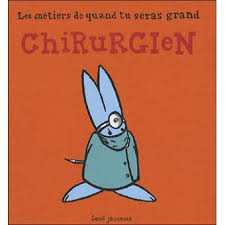 Les métiers de quand tu seras grand
CHiRURGiEN
Seuil jeunesse